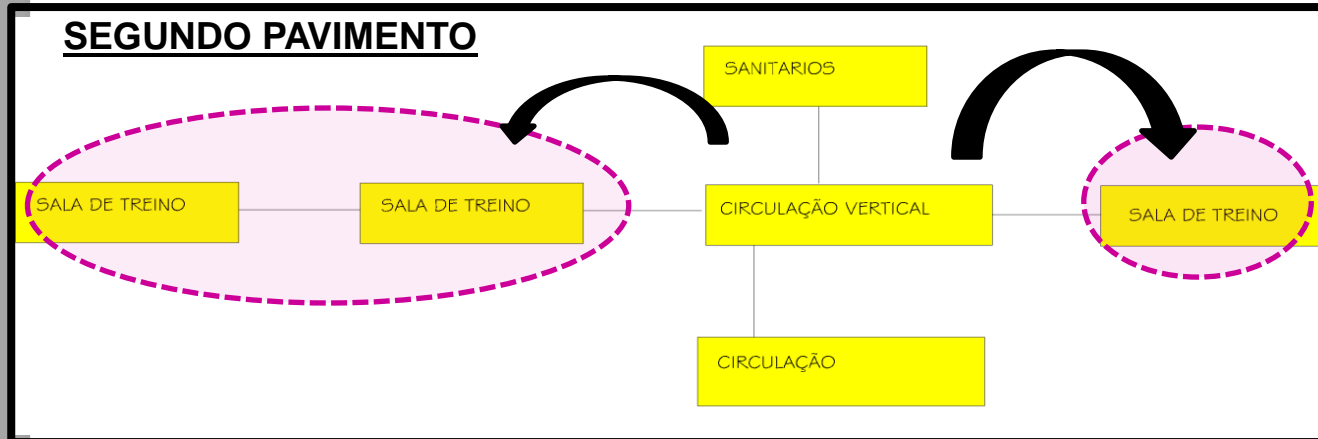 SEGUNDO PAVIMENTO
SANITARIOS
SALA DE TREINO
SALA DE TREINO
CIRCULAÇÃO VERTICAL
SALA DE TREINO
CIRCULAÇÃO